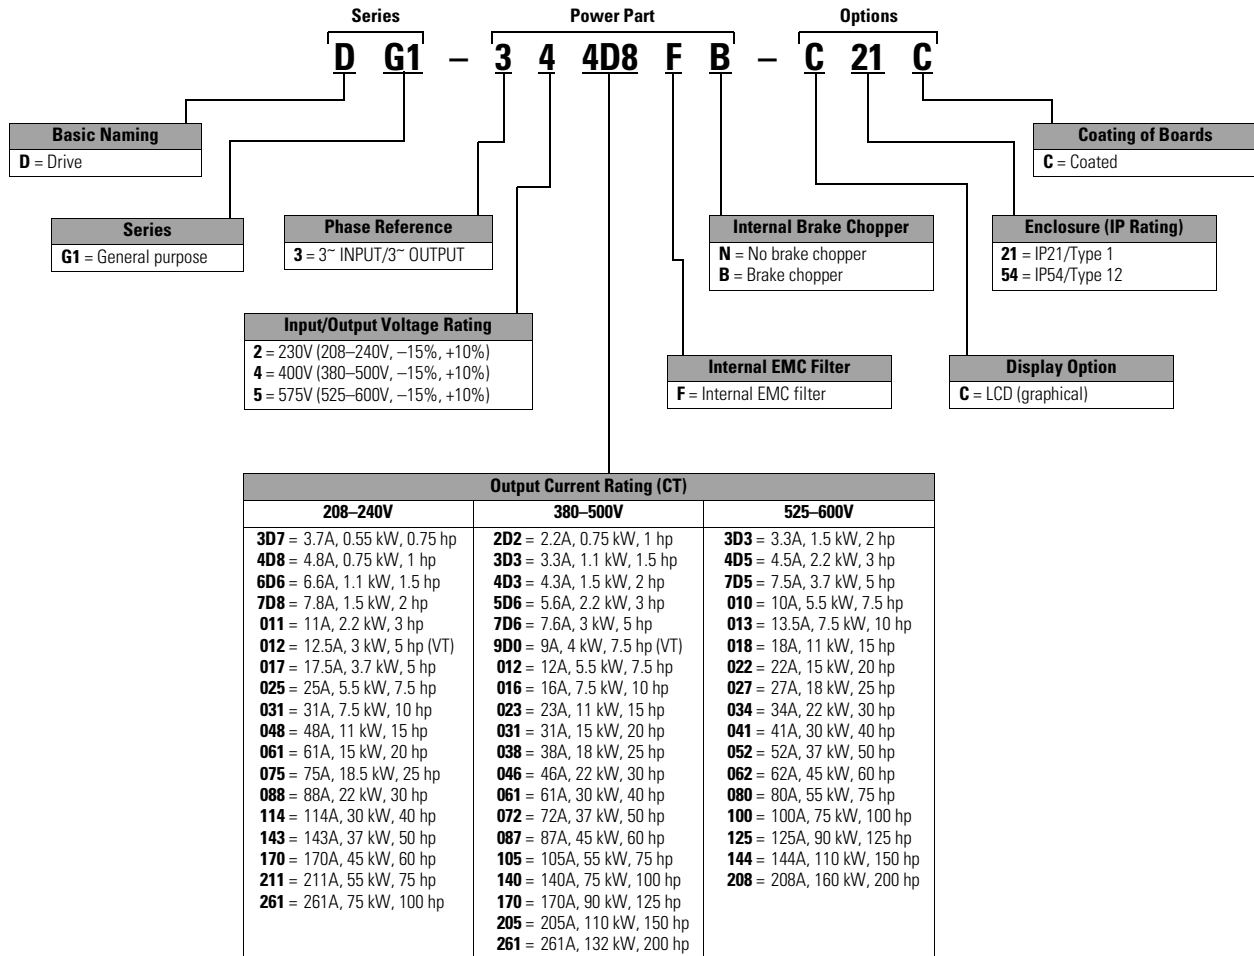 Series Power Part Options
D G1 – 3 4 4D8 F B – C 21 C
Basic Naming
D = Drive
Coating of Boards
C = Coated
Series
G1 = General purpose
Phase Reference
3 = 3~ INPUT/3~ OUTPUT
Internal Brake Chopper
N = No brake chopper
B = Brake chopper
Enclosure (IP Rating)
21 = IP21/Type 1
54 = IP54/Type 12
Input/Output Voltage Rating
2 = 230V (208–240V, –15%, +10%)
4 = 400V (380–500V, –15%, +10%)
5 = 575V (525–600V, –15%, +10%)
Internal EMC Filter
F = Internal EMC filter
Display Option
C = LCD (graphical)
Output Current Rating (CT)
208–240V
3D7 = 3.7A, 0.55 kW, 0.75 hp
4D8 = 4.8A, 0.75 kW, 1 hp
6D6 = 6.6A, 1.1 kW, 1.5 hp
7D8 = 7.8A, 1.5 kW, 2 hp
011 = 11A, 2.2 kW, 3 hp
012 = 12.5A, 3 kW, 5 hp (VT)
017 = 17.5A, 3.7 kW, 5 hp
025 = 25A, 5.5 kW, 7.5 hp
031 = 31A, 7.5 kW, 10 hp
048 = 48A, 11 kW, 15 hp
061 = 61A, 15 kW, 20 hp
075 = 75A, 18.5 kW, 25 hp
088 = 88A, 22 kW, 30 hp
114 = 114A, 30 kW, 40 hp
143 = 143A, 37 kW, 50 hp
170 = 170A, 45 kW, 60 hp
211 = 211A, 55 kW, 75 hp
261 = 261A, 75 kW, 100 hp
380–500V
2D2 = 2.2A, 0.75 kW, 1 hp
3D3 = 3.3A, 1.1 kW, 1.5 hp
4D3 = 4.3A, 1.5 kW, 2 hp
5D6 = 5.6A, 2.2 kW, 3 hp
7D6 = 7.6A, 3 kW, 5 hp
9D0 = 9A, 4 kW, 7.5 hp (VT)
012 = 12A, 5.5 kW, 7.5 hp
016 = 16A, 7.5 kW, 10 hp
023 = 23A, 11 kW, 15 hp
031 = 31A, 15 kW, 20 hp
038 = 38A, 18 kW, 25 hp
046 = 46A, 22 kW, 30 hp
061 = 61A, 30 kW, 40 hp
072 = 72A, 37 kW, 50 hp
087 = 87A, 45 kW, 60 hp
105 = 105A, 55 kW, 75 hp
140 = 140A, 75 kW, 100 hp
170 = 170A, 90 kW, 125 hp
205 = 205A, 110 kW, 150 hp
261 = 261A, 132 kW, 200 hp
525–600V
3D3 = 3.3A, 1.5 kW, 2 hp
4D5 = 4.5A, 2.2 kW, 3 hp
7D5 = 7.5A, 3.7 kW, 5 hp
010 = 10A, 5.5 kW, 7.5 hp
013 = 13.5A, 7.5 kW, 10 hp
018 = 18A, 11 kW, 15 hp
022 = 22A, 15 kW, 20 hp
027 = 27A, 18 kW, 25 hp
034 = 34A, 22 kW, 30 hp
041 = 41A, 30 kW, 40 hp
052 = 52A, 37 kW, 50 hp
062 = 62A, 45 kW, 60 hp
080 = 80A, 55 kW, 75 hp
100 = 100A, 75 kW, 100 hp
125 = 125A, 90 kW, 125 hp
144 = 144A, 110 kW, 150 hp
208 = 208A, 160 kW, 200 hp